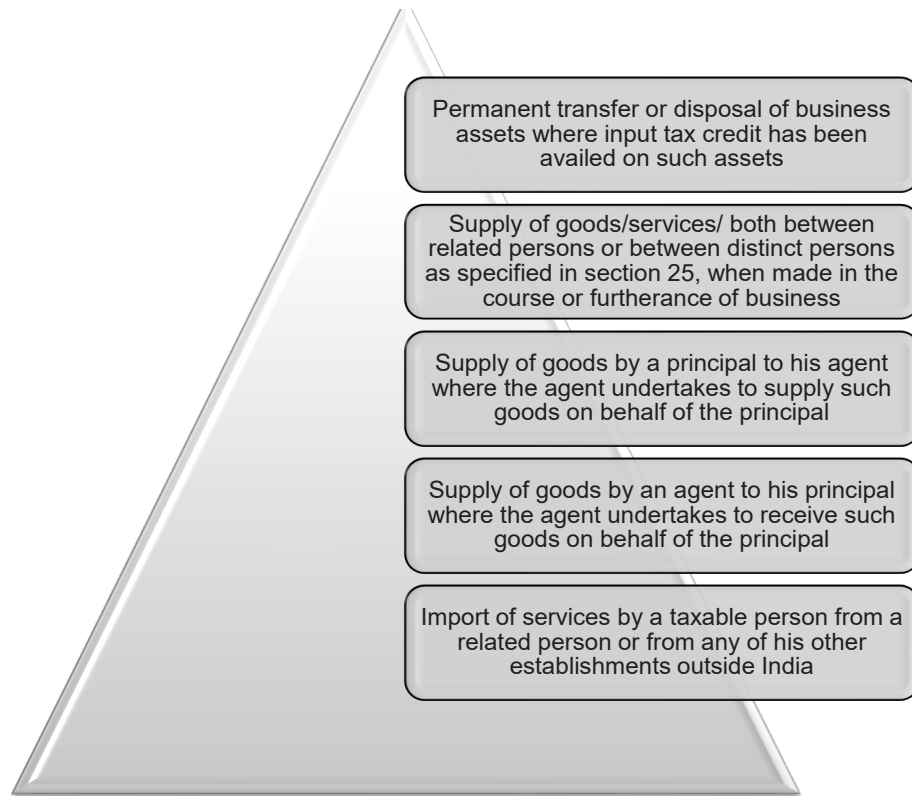 Permanent transfer or disposal of business
assets where input tax credit has been
availed on such assets
Supply of goods/services/ both between
related persons or between distinct persons
as specified in section 25, when made in the
course or furtherance of business
Supply of goods by a principal to his agent
where the agent undertakes to supply such
goods on behalf of the principal
Supply of goods by an agent to his principal
where the agent undertakes to receive such
goods on behalf of the principal
Import of services by a taxable person from a
related person or from any of his other
establishments outside India